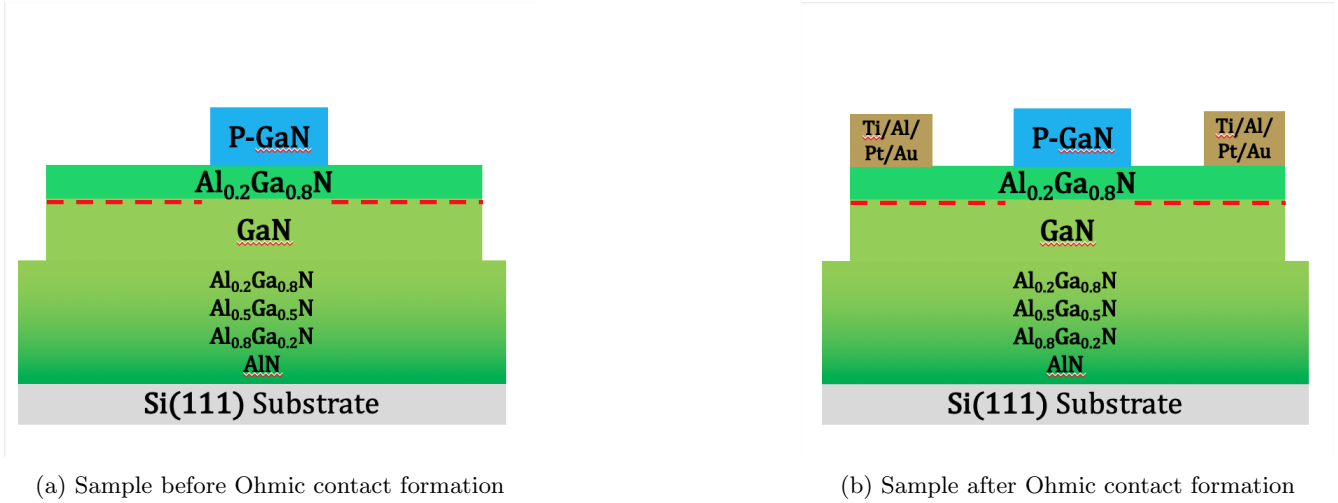 P-GaN
Al₀.₂Ga₀.₈N
GaN
Al₀.₂Ga₀.₈N
Al₀.₅Ga₀.₅N
Al₀.₈Ga₀.₂N
AlN
Si(111) Substrate
(a) Sample before Ohmic contact formation
Ti/Al/
Pt/Au
P-GaN
Ti/Al/
Pt/Au
Al₀.₂Ga₀.₈N
GaN
Al₀.₂Ga₀.₈N
Al₀.₅Ga₀.₅N
Al₀.₈Ga₀.₂N
AlN
Si(111) Substrate
(b) Sample after Ohmic contact formation